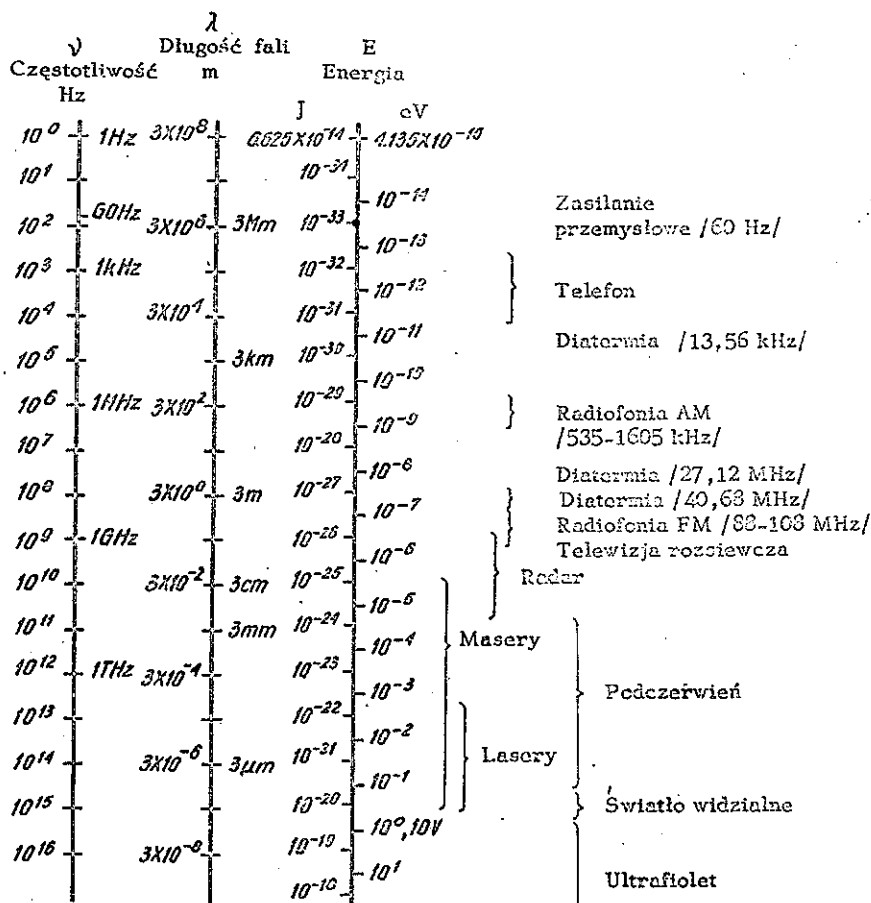 λ
ν Długość fali E
Częstotliwość m Energia
Hz
J eV
10⁰ 1Hz 3X10⁸ 6.625X10⁻³⁴ 4.135X10⁻¹⁵
10¹ 10⁻³⁴
10⁻¹⁴ Zasilanie
60Hz
10² 3X10⁶ 3Mm 10⁻³³ przemysłowe /60 Hz/
10⁻¹³
10³ 1kHz 10⁻³²
10⁻¹² Telefon
10⁴ 3X10⁴ 10⁻³¹
10⁻¹¹ Diatermia /13,56 kHz/
10⁵ 3km 10⁻³⁰
10⁻¹⁰
10⁶ 1MHz 3X10² 10⁻²⁹ Radiofonia AM
10⁻⁹ /535-1605 kHz/
10⁷ 10⁻²⁸
10⁻⁸ Diatermia /27,12 MHz/
10⁸ 3X10⁰ 3m 10⁻²⁷ Diatermia /40,68 MHz/
10⁻⁷ Radiofonia FM /88-108 MHz/
10⁹ 1GHz 10⁻²⁶ Telewizja rozsiewcza
10⁻⁶
10¹⁰ 3X10⁻² 3cm 10⁻²⁵ Radar
10⁻⁵
10¹¹ 3mm 10⁻²⁴ Masery
10⁻⁴
10¹² 1THz 3X10⁻⁴ 10⁻²³
10⁻³ Podczerwień
10¹³ 10⁻²²
10⁻² Lasery
10¹⁴ 3X10⁻⁶ 3μm 10⁻³¹
10⁻¹
10¹⁵ 10⁻²⁰ Światło widzialne
10⁰,10V
10¹⁶ 3X10⁻⁸ 10⁻¹⁹
10¹ Ultrafiolet
10⁻¹⁸